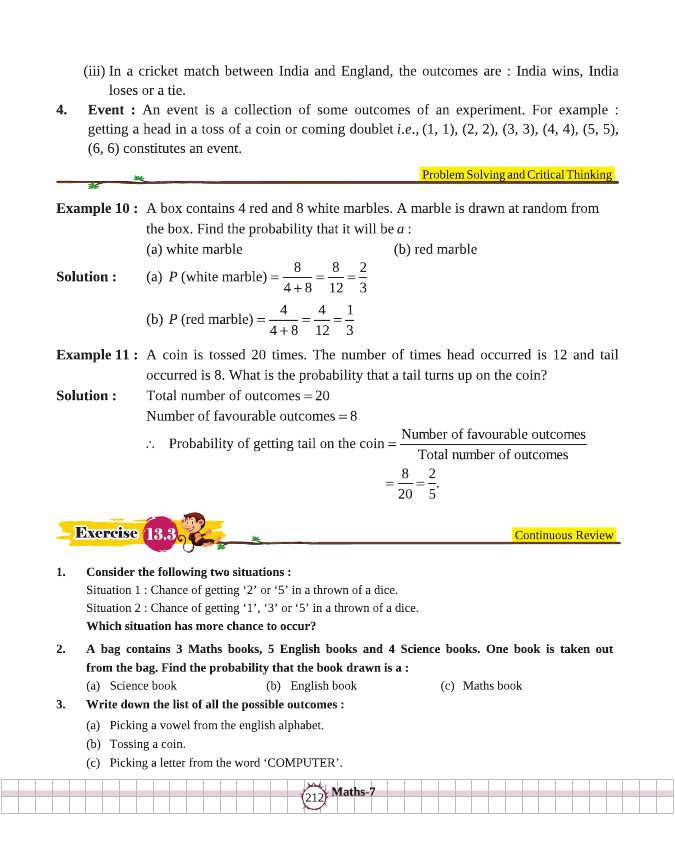 (iii) In a cricket match between India and England, the outcomes are : India wins, India
loses or a tie.
4. Event : An event is a collection of some outcomes of an experiment. For example :
getting a head in a toss of a coin or coming doublet i.e., (1, 1), (2, 2), (3, 3), (4, 4), (5, 5),
(6, 6) constitutes an event.
Problem Solving and Critical Thinking
Example 10 : A box contains 4 red and 8 white marbles. A marble is drawn at random from
the box. Find the probability that it will be a :
(a) white marble (b) red marble
Solution : (a) P (white marble) = 8/(4 + 8) = 8/12 = 2/3
(b) P (red marble) = 4/(4 + 8) = 4/12 = 1/3
Example 11 : A coin is tossed 20 times. The number of times head occurred is 12 and tail
occurred is 8. What is the probability that a tail turns up on the coin?
Solution : Total number of outcomes = 20
Number of favourable outcomes = 8
∴ Probability of getting tail on the coin = Number of favourable outcomes / Total number of outcomes
= 8/20 = 2/5.
Exercise 13.3
Continuous Review
1. Consider the following two situations :
Situation 1 : Chance of getting ‘2’ or ‘5’ in a thrown of a dice.
Situation 2 : Chance of getting ‘1’, ‘3’ or ‘5’ in a thrown of a dice.
Which situation has more chance to occur?
2. A bag contains 3 Maths books, 5 English books and 4 Science books. One book is taken out
from the bag. Find the probability that the book drawn is a :
(a) Science book (b) English book (c) Maths book
3. Write down the list of all the possible outcomes :
(a) Picking a vowel from the english alphabet.
(b) Tossing a coin.
(c) Picking a letter from the word ‘COMPUTER’.
212 Maths-7